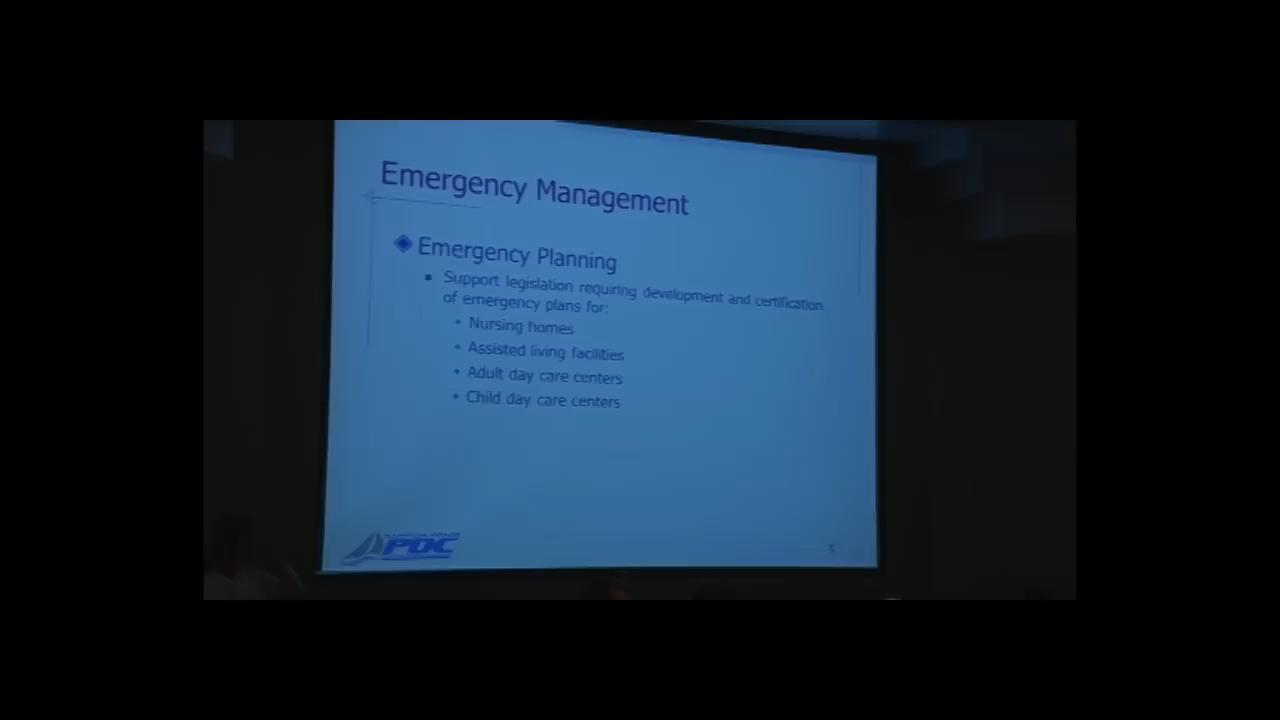 Emergency Management
Emergency Planning
Support legislation requiring development and certification
of emergency plans for:
Nursing homes
Assisted living facilities
Adult day care centers
Child day care centers
PDC
5